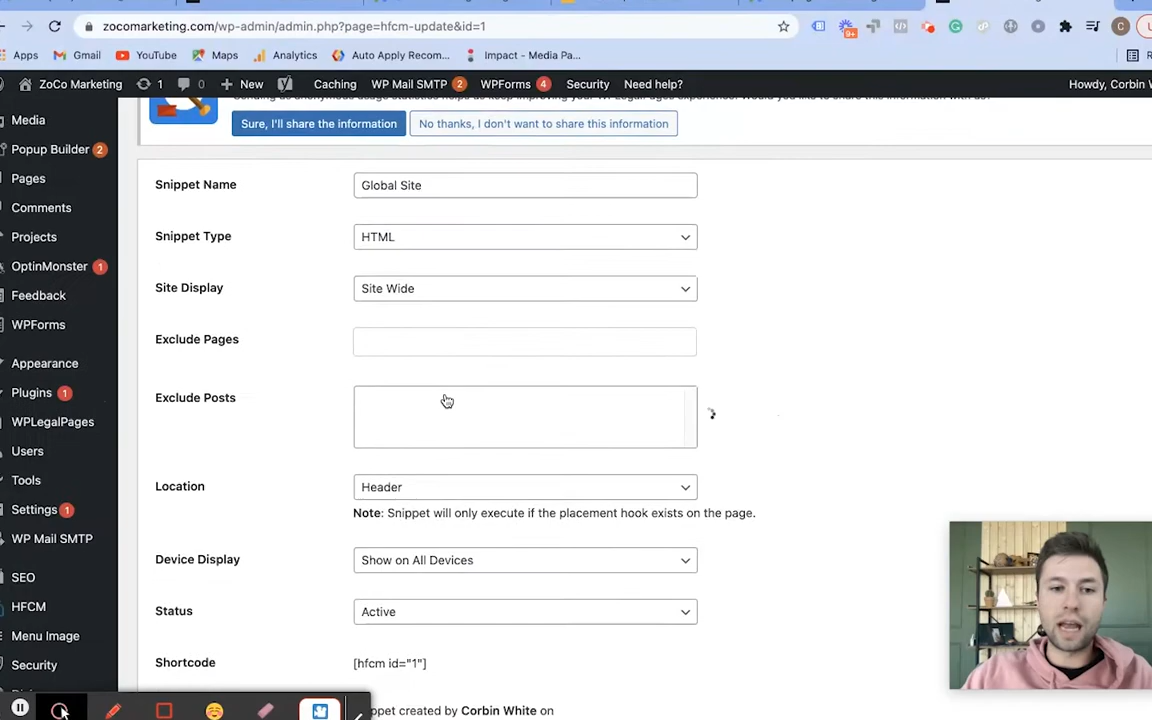 zocomarketing.com/wp-admin/admin.php?page=hfcm-update&id=1
Apps Gmail YouTube Maps Analytics Auto Apply Recom... Impact - Media Pa...
ZoCo Marketing 1 0 New Caching WP Mail SMTP 2 WPForms 4 Security Need help? Howdy, Corbin W
Media
Popup Builder 2
Pages
Comments
Projects
OptinMonster 1
Feedback
WPForms
Appearance
Plugins 1
WPLegalPages
Users
Tools
Settings 1
WP Mail SMTP
SEO
HFCM
Menu Image
Security
Sure, I'll share the information No thanks, I don't want to share this information
Snippet Name Global Site
Snippet Type HTML
Site Display Site Wide
Exclude Pages
Exclude Posts
Location Header
Note: Snippet will only execute if the placement hook exists on the page.
Device Display Show on All Devices
Status Active
Shortcode [hfcm id="1"]
ppet created by Corbin White on